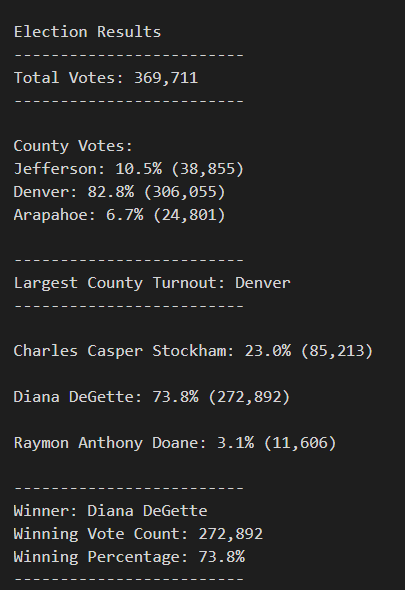 Election Results
-------------------------
Total Votes: 369,711
-------------------------
County Votes:
Jefferson: 10.5% (38,855)
Denver: 82.8% (306,055)
Arapahoe: 6.7% (24,801)
-------------------------
Largest County Turnout: Denver
-------------------------
Charles Casper Stockham: 23.0% (85,213)
Diana DeGette: 73.8% (272,892)
Raymon Anthony Doane: 3.1% (11,606)
-------------------------
Winner: Diana DeGette
Winning Vote Count: 272,892
Winning Percentage: 73.8%
-------------------------